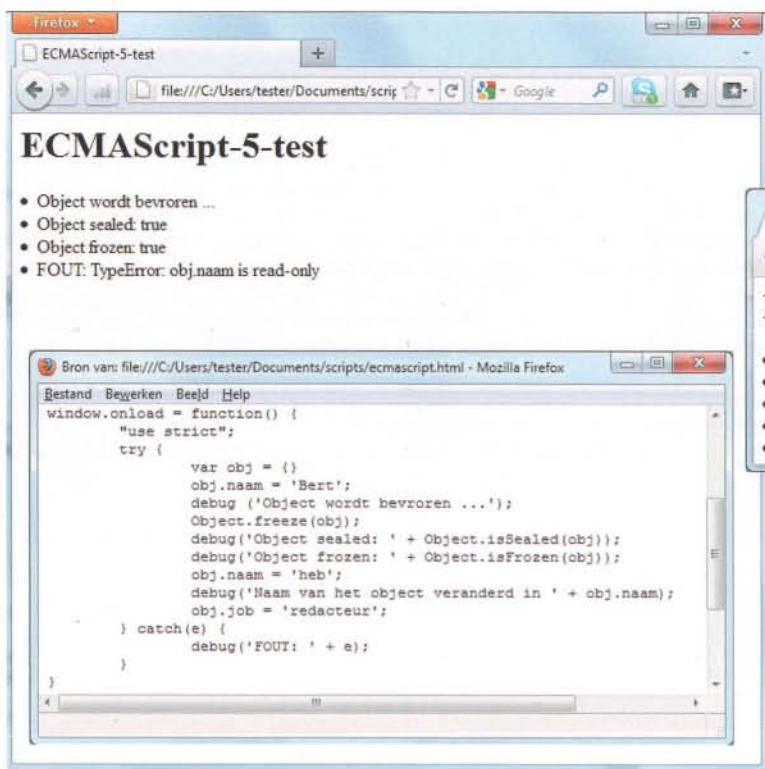 Firefox
ECMAScript-5-test
file:///C:/Users/tester/Documents/scrip
Google
ECMAScript-5-test
• Object wordt bevroren ...
• Object sealed: true
• Object frozen: true
• FOUT: TypeError: obj.naam is read-only
Bron van: file:///C:/Users/tester/Documents/scripts/ecmascript.html - Mozilla Firefox
Bestand Bewerken Beeld Help
window.onload = function() {
"use strict";
try {
var obj = {}
obj.naam = 'Bert';
debug ('Object wordt bevroren ...');
Object.freeze(obj);
debug('Object sealed: ' + Object.isSealed(obj));
debug('Object frozen: ' + Object.isFrozen(obj));
obj.naam = 'heb';
debug('Naam van het object veranderd in ' + obj.naam);
obj.job = 'redacteur';
} catch(e) {
debug('FOUT: ' + e);
}
}